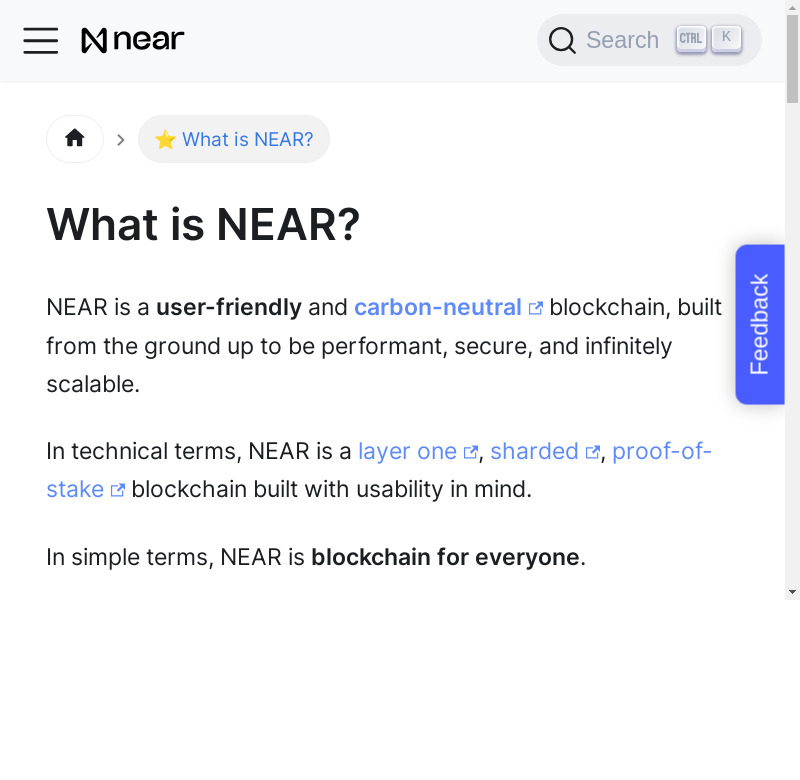 near
Search CTRL K
⭐ What is NEAR?
What is NEAR?
NEAR is a user-friendly and carbon-neutral blockchain, built
from the ground up to be performant, secure, and infinitely
scalable.
In technical terms, NEAR is a layer one, sharded, proof-of-
stake blockchain built with usability in mind.
In simple terms, NEAR is blockchain for everyone.
Feedback